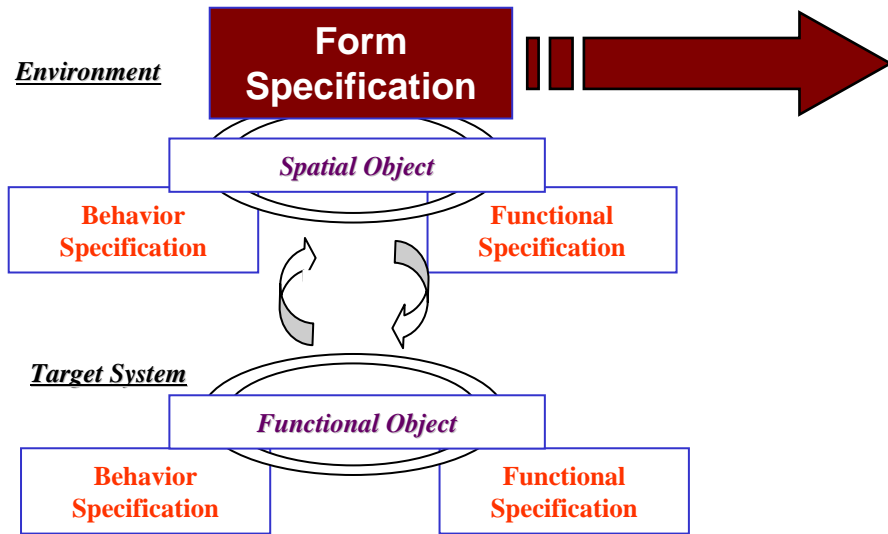 Form
Specification
Environment
Spatial Object
Behavior
Specification
Functional
Specification
Target System
Functional Object
Behavior
Specification
Functional
Specification